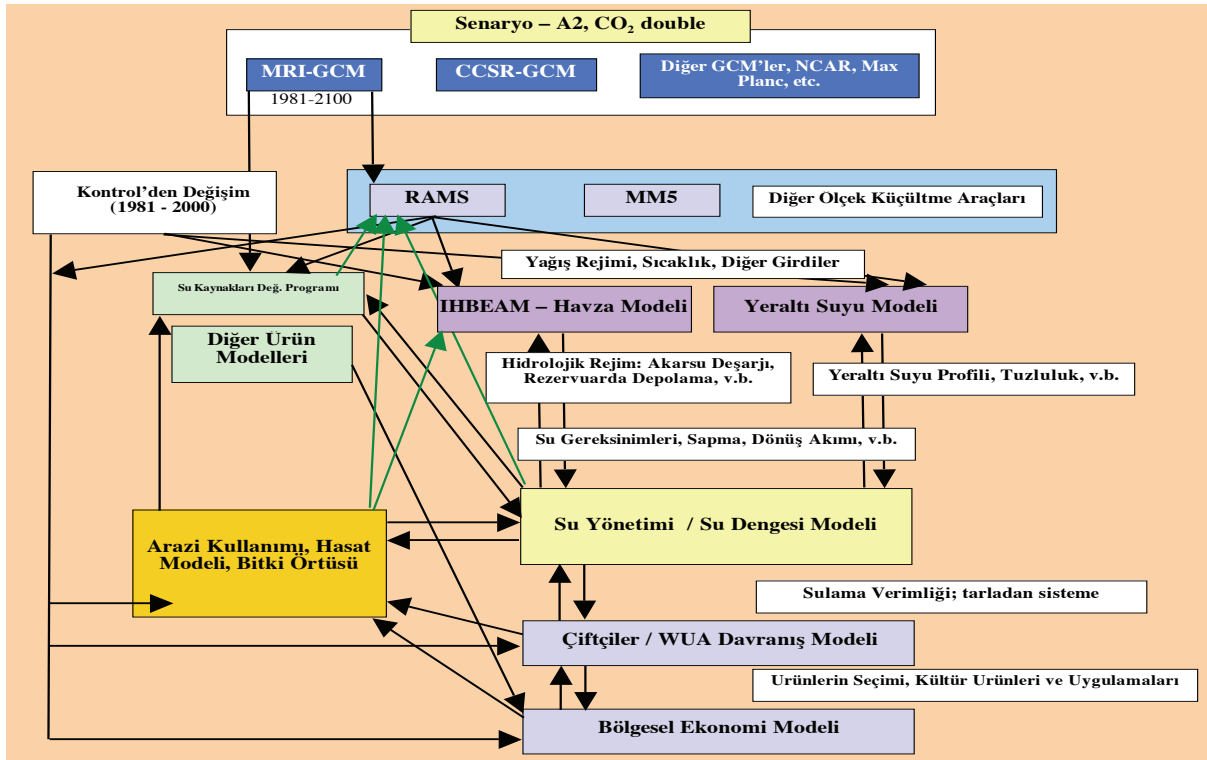 Senaryo – A2, CO₂ double
MRI-GCM
1981-2100
CCSR-GCM
Diğer GCM'ler, NCAR, Max
Planc, etc.
Kontrol'den Değişim
(1981 - 2000)
RAMS
MM5
Diğer Ölçek Küçültme Araçları
Yağış Rejimi, Sıcaklık, Diğer Girdiler
Su Kaynakları Değ. Programı
IHBEAM – Havza Modeli
Yeraltı Suyu Modeli
Diğer Ürün
Modelleri
Hidrolojik Rejim: Akarsu Deşarjı,
Rezervuarda Depolama, v.b.
Yeraltı Suyu Profili, Tuzluluk, v.b.
Su Gereksinimleri, Sapma, Dönüş Akımı, v.b.
Su Yönetimi / Su Dengesi Modeli
Arazi Kullanımı, Hasat
Modeli, Bitki Örtüsü
Sulama Verimliği; tarladan sisteme
Çiftçiler / WUA Davranış Modeli
Urünlerin Seçimi, Kültür Urünleri ve Uygulamaları
Bölgesel Ekonomi Modeli